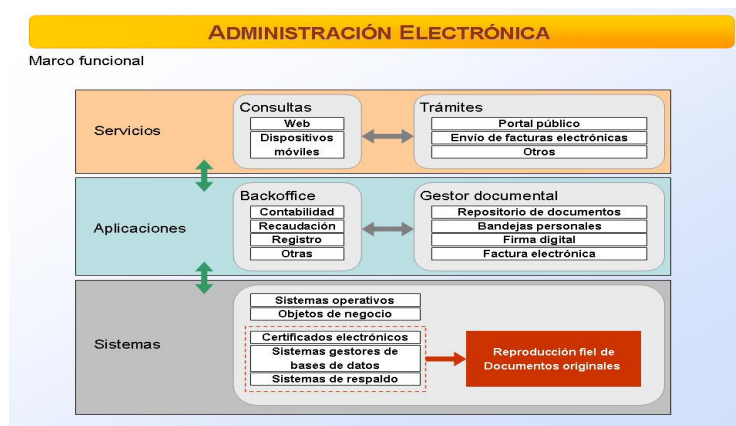 ADMINISTRACIÓN ELECTRÓNICA
Marco funcional
Servicios
Consultas
Web
Dispositivos
móviles
Trámites
Portal público
Envío de facturas electrónicas
Otros
Aplicaciones
Backoffice
Contabilidad
Recaudación
Registro
Otras
Gestor documental
Repositorio de documentos
Bandejas personales
Firma digital
Factura electrónica
Sistemas
Sistemas operativos
Objetos de negocio
Certificados electrónicos
Sistemas gestores de
bases de datos
Sistemas de respaldo
Reproducción fiel de
Documentos originales